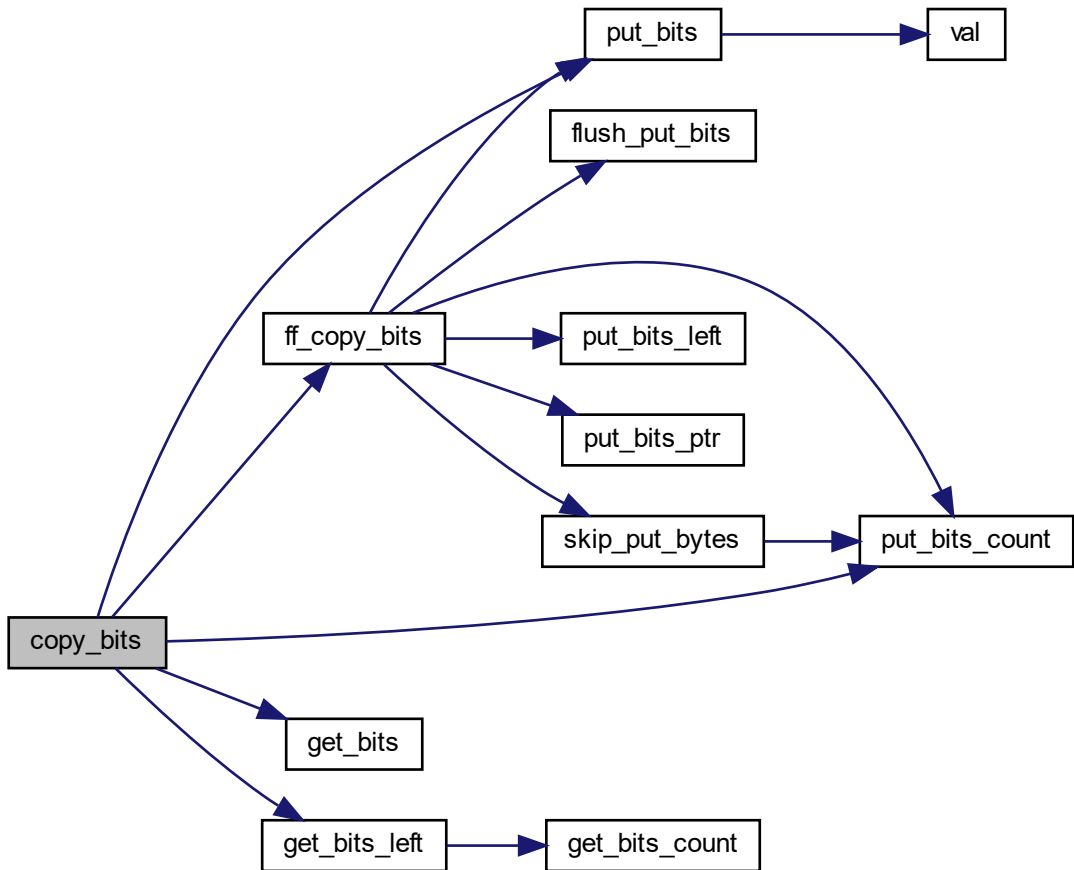 put_bits
val
flush_put_bits
ff_copy_bits
put_bits_left
put_bits_ptr
skip_put_bytes
put_bits_count
copy_bits
get_bits
get_bits_left
get_bits_count